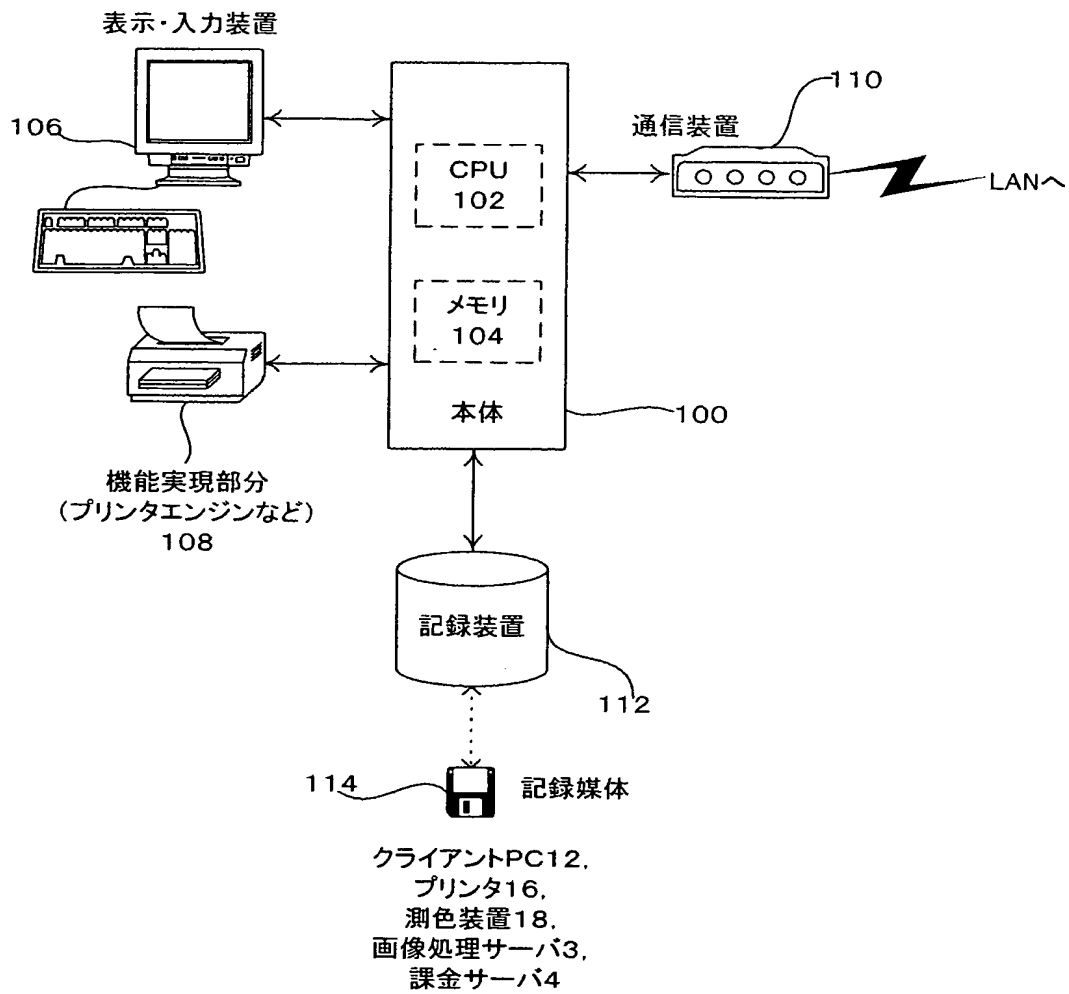 表示・入力装置
106
CPU
102
メモリ
104
本体
100
通信装置
110
LANへ
機能実現部分
（プリンタエンジンなど）
108
記録装置
112
114
記録媒体
クライアントPC12,
プリンタ16,
測色装置18,
画像処理サーバ3,
課金サーバ4